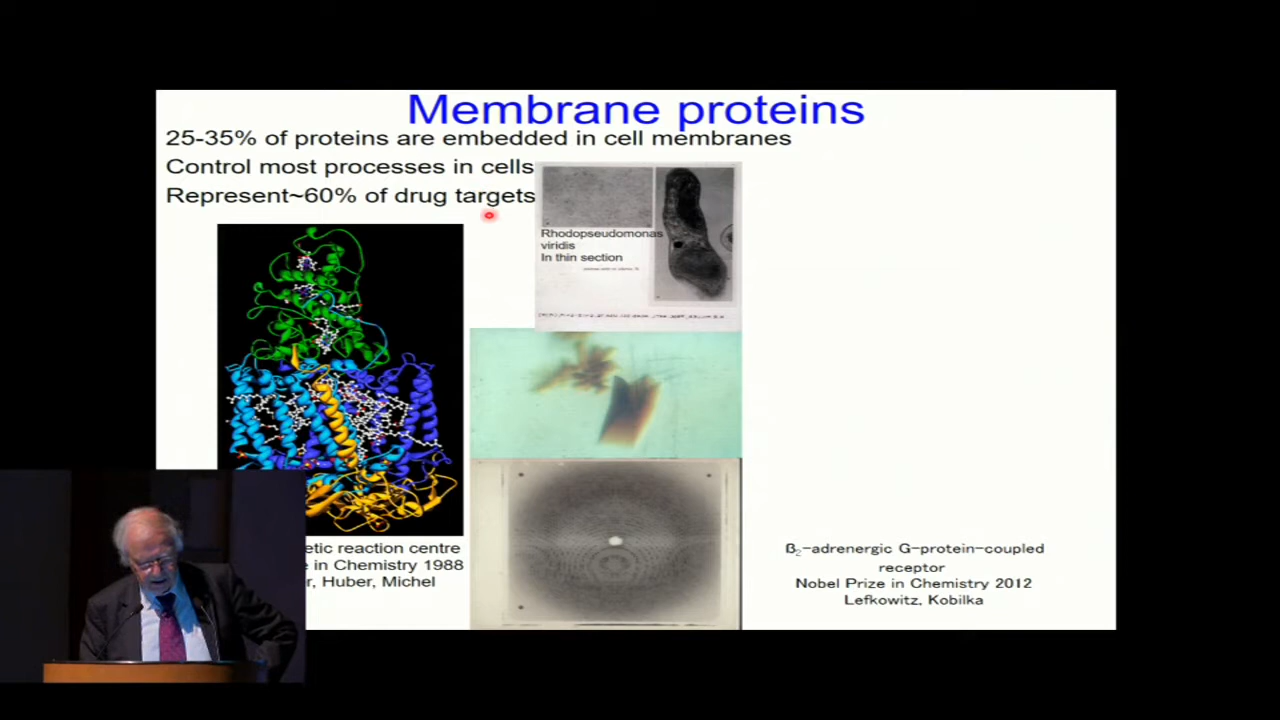 Membrane proteins
25-35% of proteins are embedded in cell membranes
Control most processes in cells
Represent~60% of drug targets
Rhodopseudomonas
viridis
In thin section
etic reaction centre
in Chemistry 1988
Huber, Michel
β2-adrenergic G-protein-coupled
receptor
Nobel Prize in Chemistry 2012
Lefkowitz, Kobilka